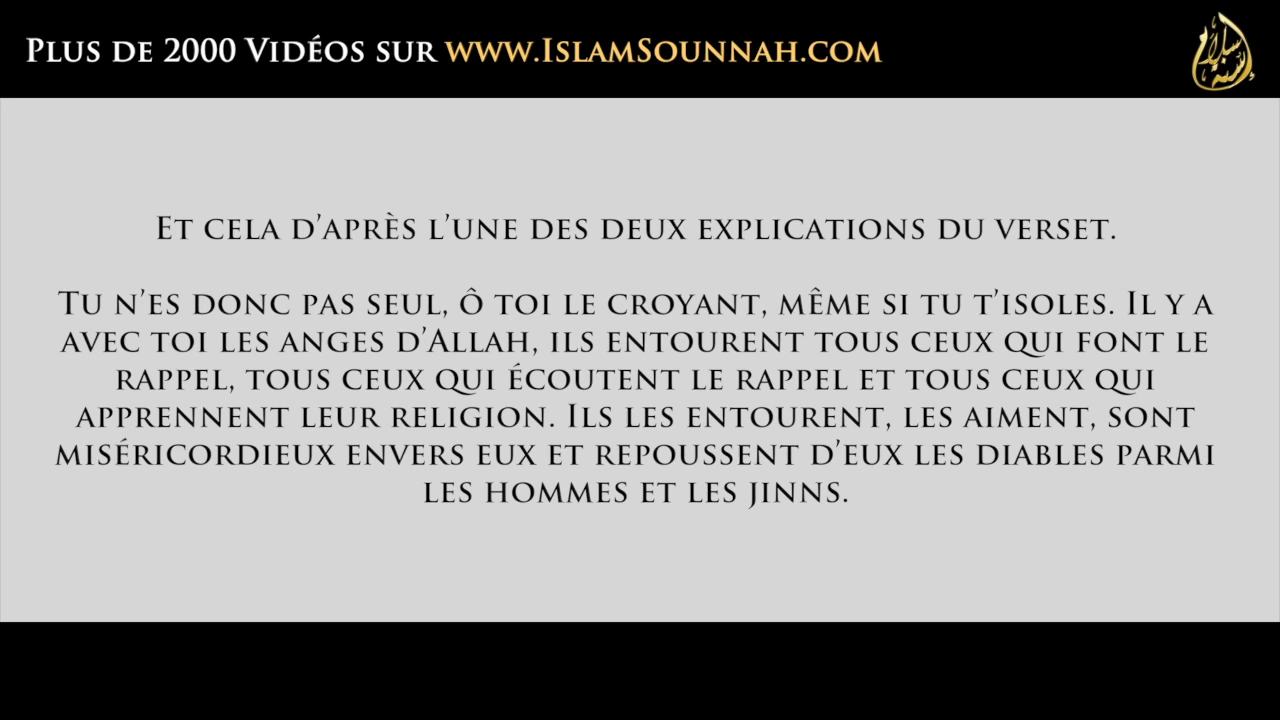 Plus de 2000 Vidéos sur www.IslamSounnah.com
Et cela d’après l’une des deux explications du verset.
Tu n’es donc pas seul, ô toi le croyant, même si tu t’isoles. Il y a
avec toi les anges d’Allah, ils entourent tous ceux qui font le
rappel, tous ceux qui écoutent le rappel et tous ceux qui
apprennent leur religion. Ils les entourent, les aiment, sont
miséricordieux envers eux et repoussent d’eux les diables parmi
les hommes et les jinns.